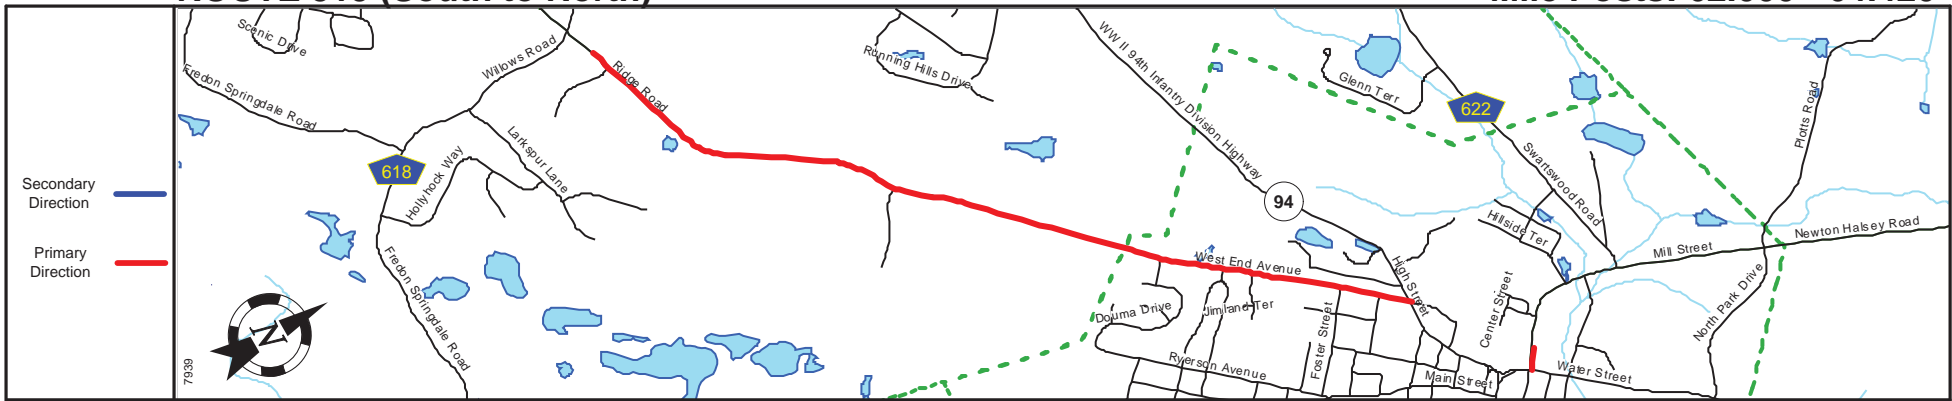 Secondary
Direction
Primary
Direction
Scenic Drive
Fredon Springdale Road
Willows Road
Ridge Road
Larkspur Lane
Hollyhock Way
618
Fredon Springdale Road
7939
N
Running Hills Drive
WW II 94th Infantry Division Highway
94
Glenn Terr
622
Swartswood Road
Hillside Ter
Plotts Road
Newton Halsey Road
Mill Street
North Park Drive
West End Avenue
High Street
Center Street
Douma Drive
Jimland Ter
Foster Street
Ryerson Avenue
Main Street
Water Street